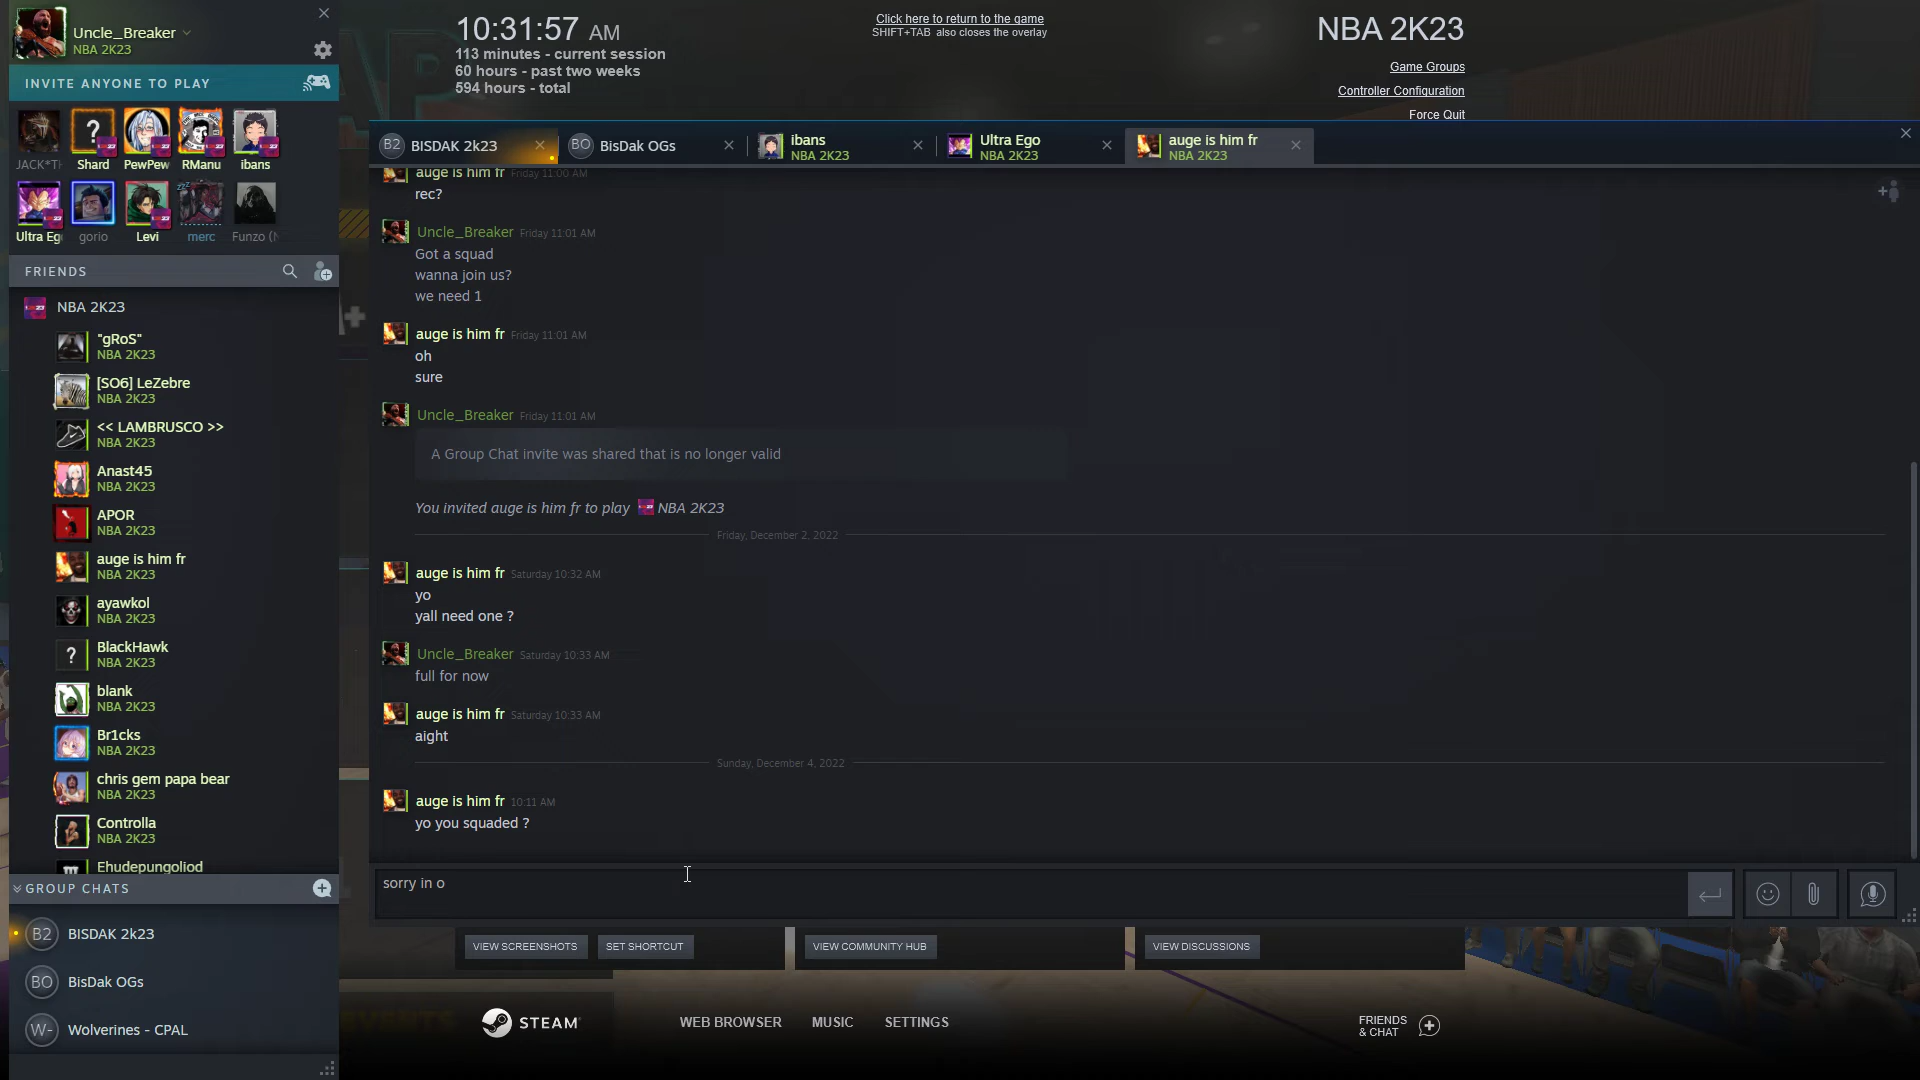 Uncle_Breaker
NBA 2K23
INVITE ANYONE TO PLAY
JACK*T
Shard
PewPew
RManu
ibans
Ultra Eg
gorio
Levi
merc
Funzo (
FRIENDS
NBA 2K23
"gRoS"
NBA 2K23
[SO6] LeZebre
NBA 2K23
<< LAMBRUSCO >>
NBA 2K23
Anast45
NBA 2K23
APOR
NBA 2K23
auge is him fr
NBA 2K23
ayawkol
NBA 2K23
?
BlackHawk
NBA 2K23
blank
NBA 2K23
Br1cks
NBA 2K23
chris gem papa bear
NBA 2K23
Controlla
NBA 2K23
Ehudepungoliod
GROUP CHATS
B2 BISDAK 2k23
BO BisDak OGs
W- Wolverines - CPAL
10:31:57 AM
113 minutes - current session
60 hours - past two weeks
594 hours - total
Click here to return to the game
SHIFT+TAB also closes the overlay
NBA 2K23
Game Groups
Controller Configuration
Force Quit
B2 BISDAK 2k23
BO BisDak OGs
ibans
NBA 2K23
Ultra Ego
NBA 2K23
auge is him fr
NBA 2K23
auge is him fr Friday 11:00 AM
rec?
Uncle_Breaker Friday 11:01 AM
Got a squad
wanna join us?
we need 1
auge is him fr Friday 11:01 AM
oh
sure
Uncle_Breaker Friday 11:01 AM
A Group Chat invite was shared that is no longer valid
You invited auge is him fr to play NBA 2K23
Friday, December 2, 2022
auge is him fr Saturday 10:32 AM
yo
yall need one ?
Uncle_Breaker Saturday 10:33 AM
full for now
auge is him fr Saturday 10:33 AM
aight
Sunday, December 4, 2022
auge is him fr 10:11 AM
yo you squaded ?
sorry in o
VIEW SCREENSHOTS
SET SHORTCUT
VIEW COMMUNITY HUB
VIEW DISCUSSIONS
STEAM
WEB BROWSER
MUSIC
SETTINGS
FRIENDS
& CHAT